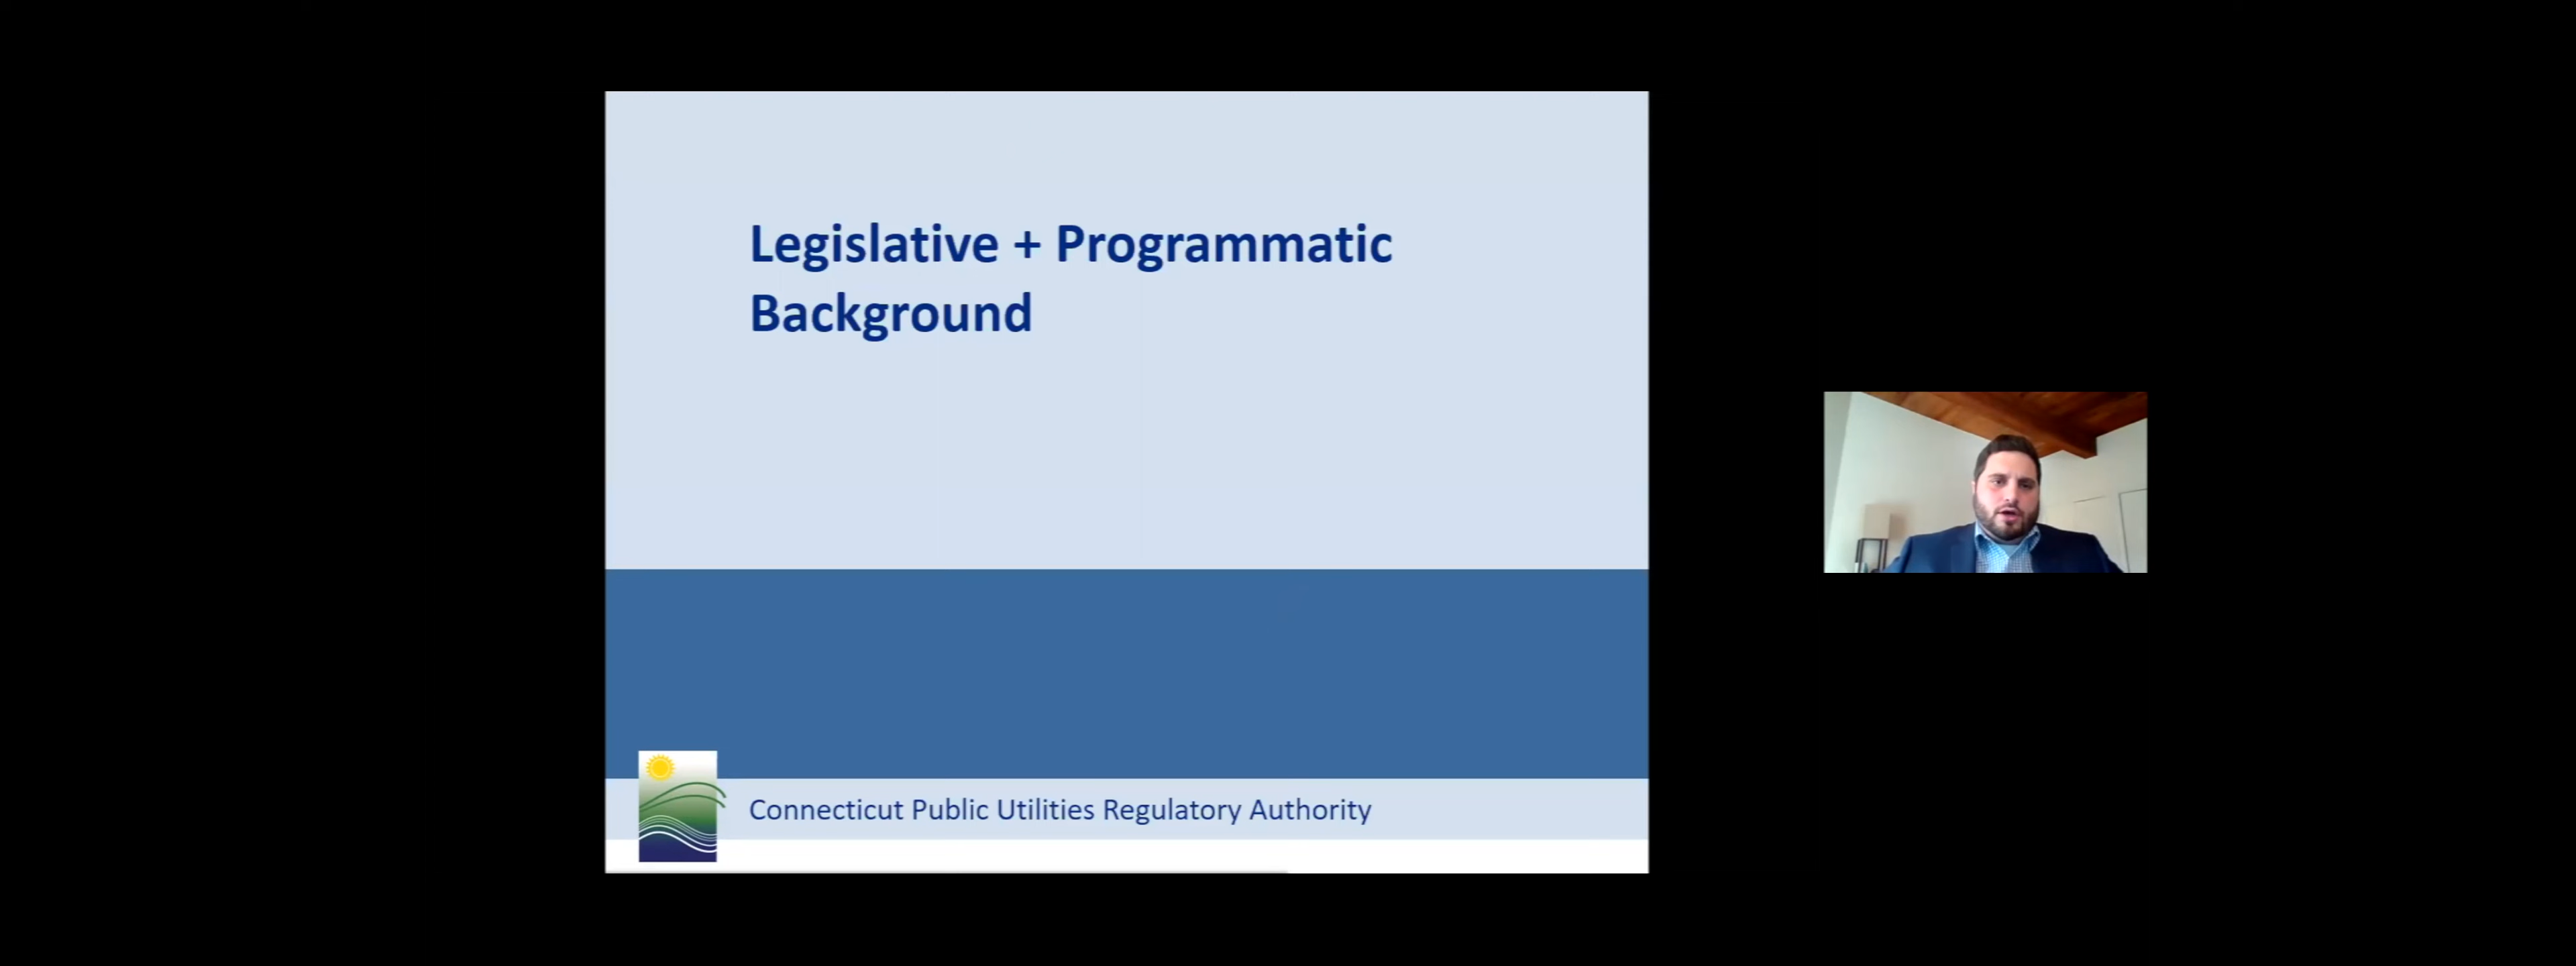 Legislative + Programmatic
Background
Connecticut Public Utilities Regulatory Authority